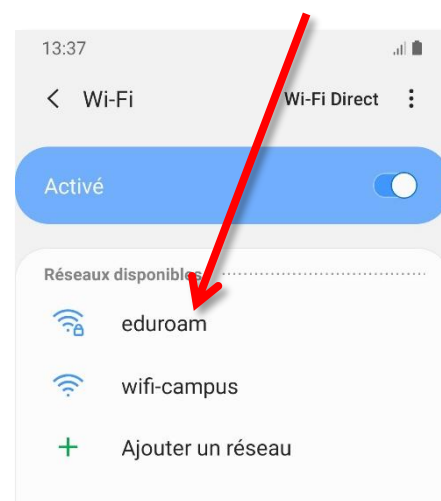 13:37
Wi-Fi Wi-Fi Direct
Activé
Réseaux disponibles
eduroam
wifi-campus
Ajouter un réseau